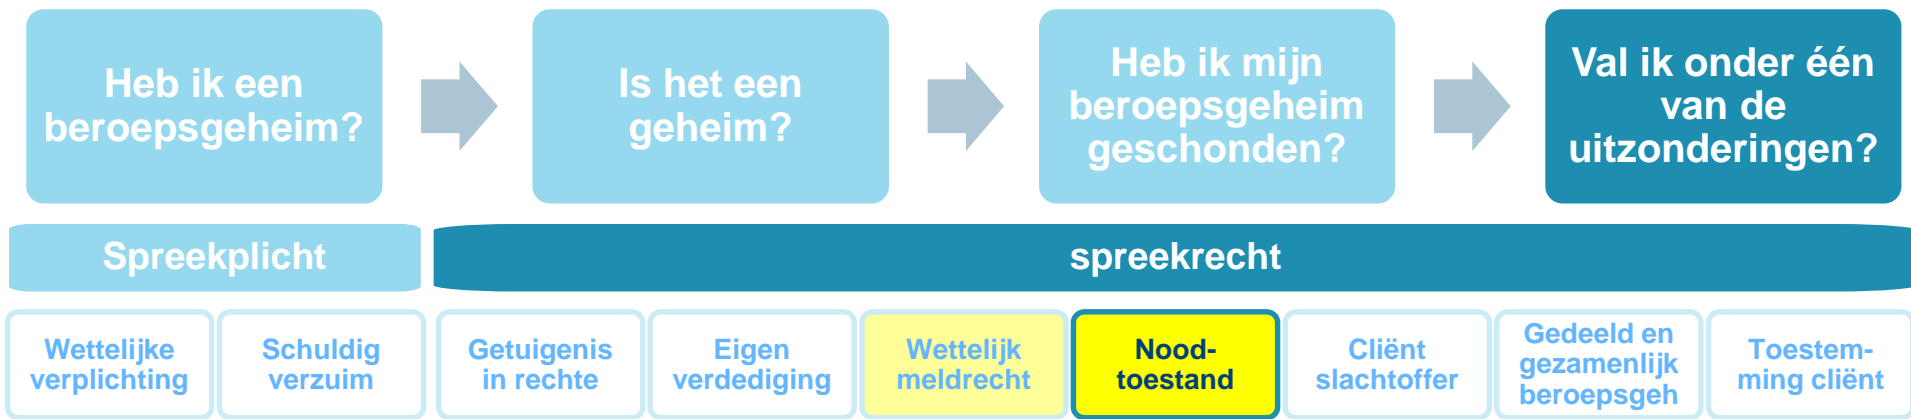 Heb ik een
beroepsgeheim?
Is het een
geheim?
Heb ik mijn
beroepsgeheim
geschonden?
Val ik onder één
van de
uitzonderingen?
Spreekplicht
spreekrecht
Wettelijke
verplichting
Schuldig
verzuim
Getuigenis
in rechte
Eigen
verdediging
Wettelijk
meldrecht
Nood-
toestand
Cliënt
slachtoffer
Gedeeld en
gezamenlijk
beroepsgeh
Toestem-
ming cliënt